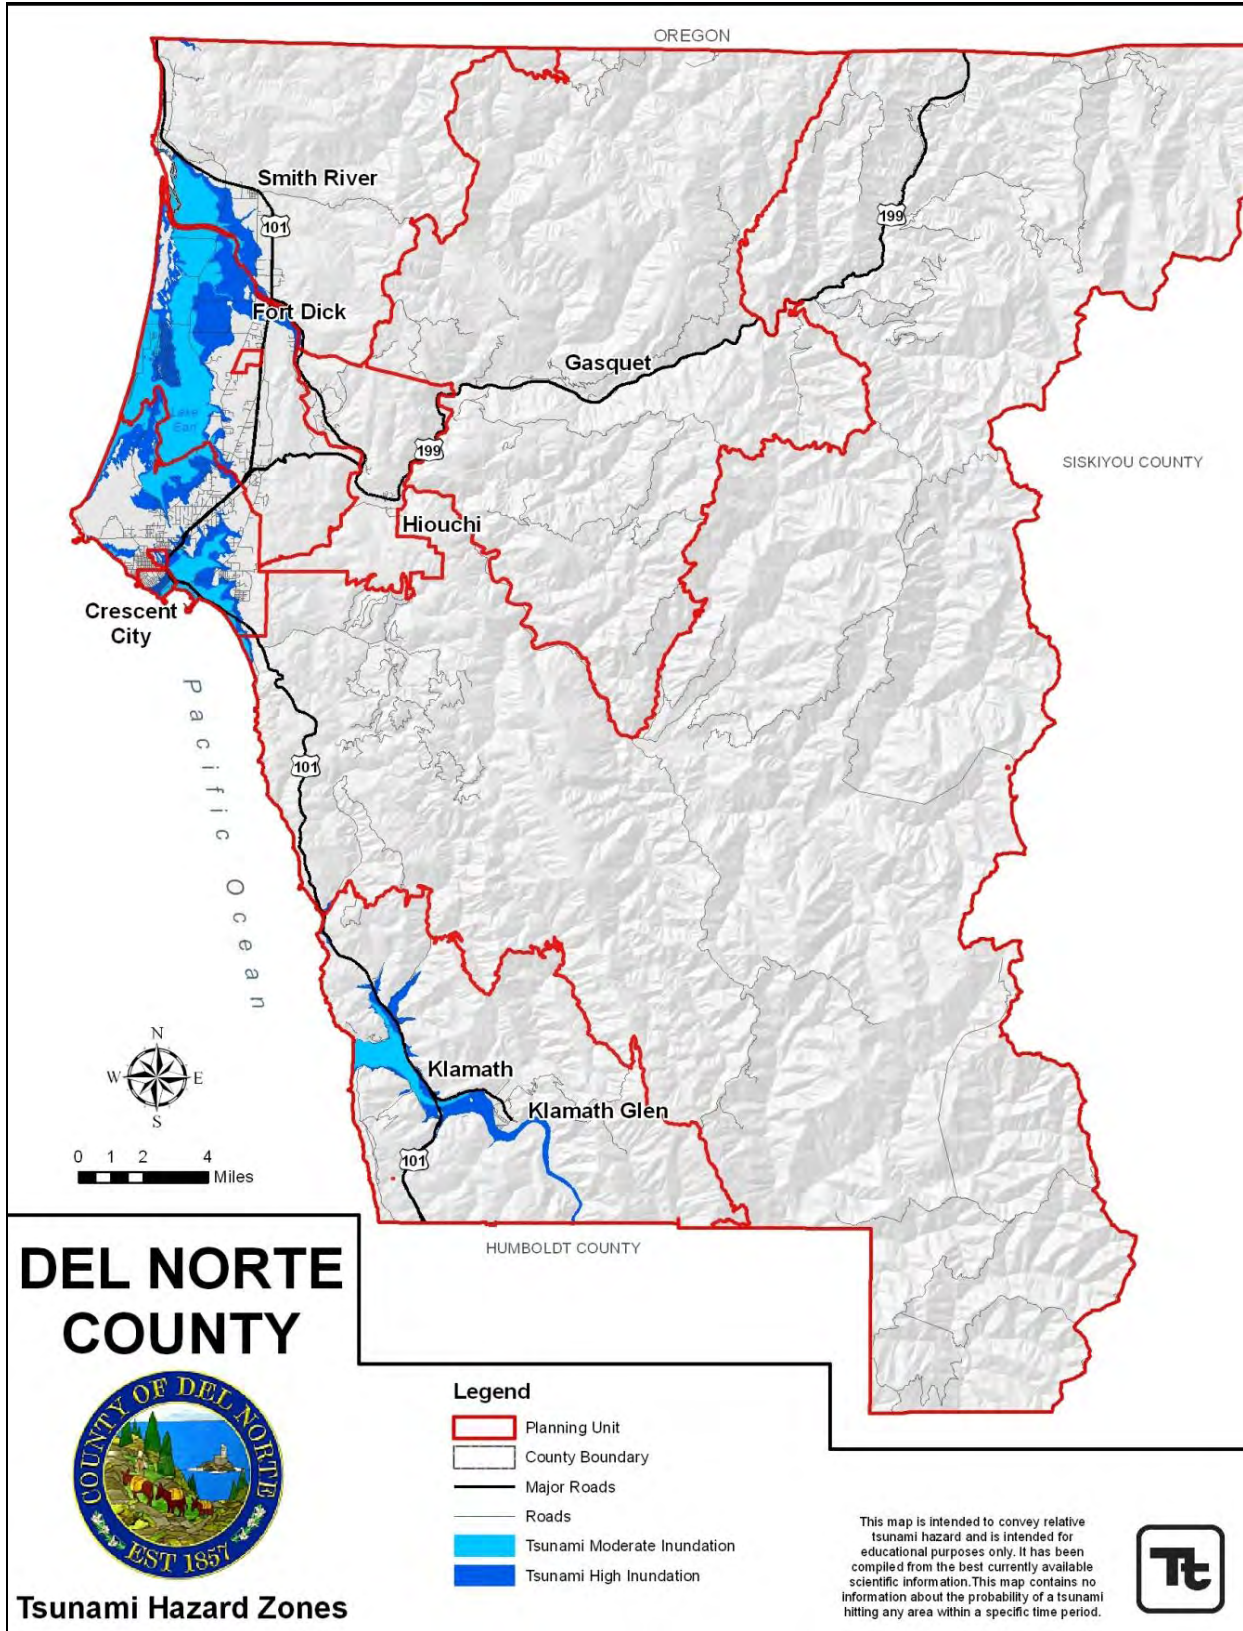 OREGON
Smith River
101
199
Fort Dick
Gasquet
Lake
Earl
199
SISKIYOU COUNTY
Hiouchi
Crescent
City
Pacific Ocean
101
N
W E
S
Klamath
Klamath Glen
0 1 2 4
Miles
101
HUMBOLDT COUNTY
DEL NORTE
COUNTY
COUNTY OF DEL NORTE
EST 1857
Tsunami Hazard Zones
Legend
Planning Unit
County Boundary
Major Roads
Roads
Tsunami Moderate Inundation
Tsunami High Inundation
This map is intended to convey relative
tsunami hazard and is intended for
educational purposes only. It has been
compiled from the best currently available
scientific information.This map contains no
information about the probability of a tsunami
hitting any area within a specific time period.
Tt